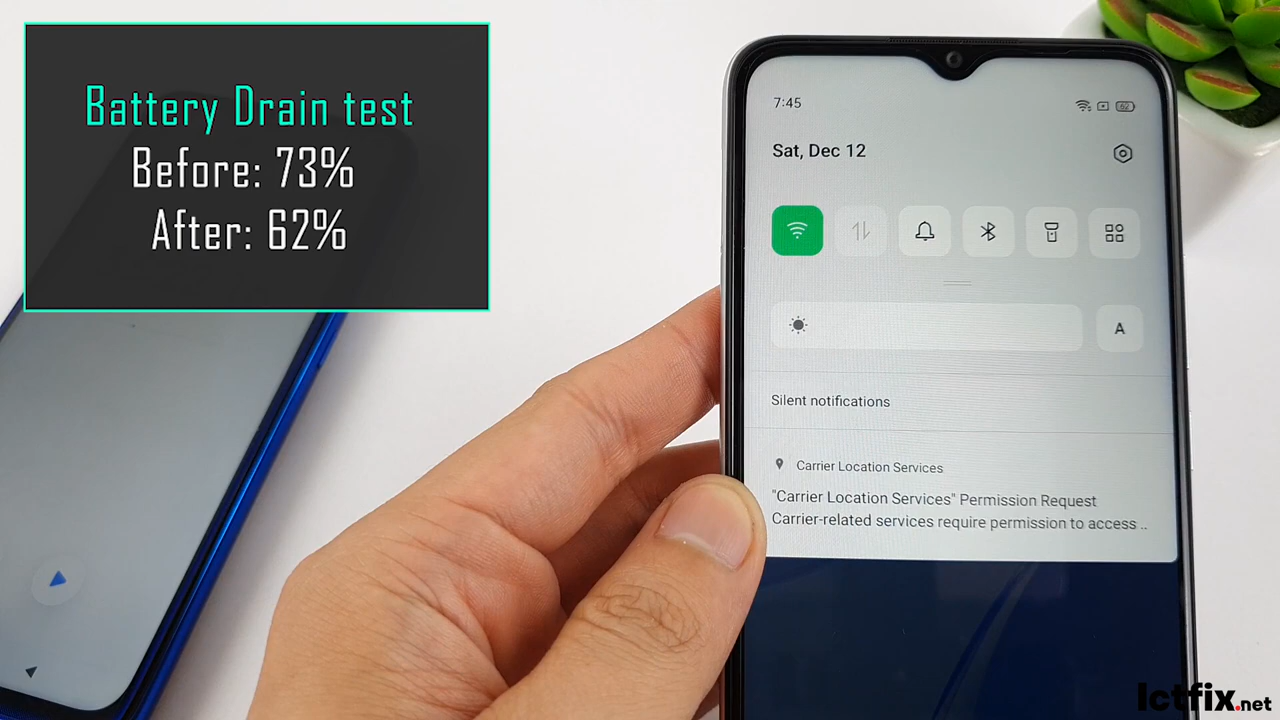 Battery Drain test
Before: 73%
After: 62%
7:45
62
Sat, Dec 12
A
Silent notifications
Carrier Location Services
"Carrier Location Services" Permission Request
Carrier-related services require permission to access ..
Ictfix.net